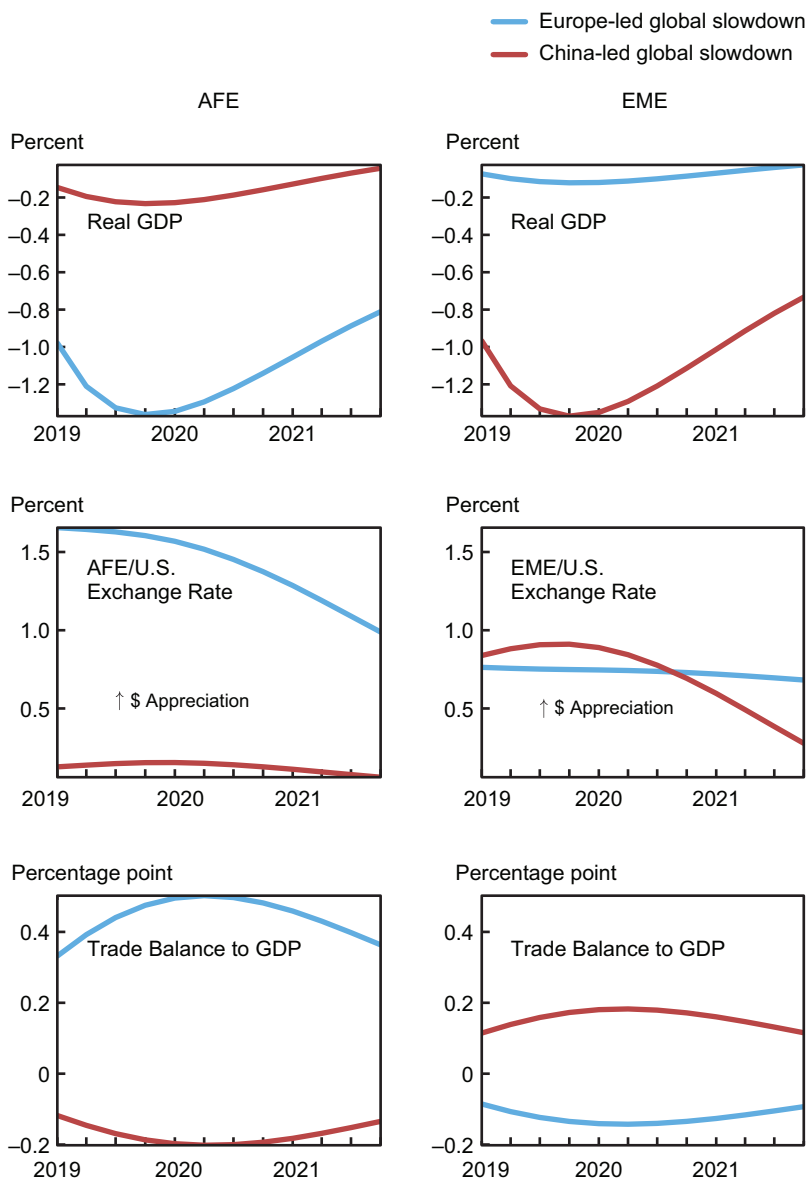 Europe-led global slowdown
China-led global slowdown
AFE
EME
Percent
–0.2
–0.4
–0.6
–0.8
–1.0
–1.2
Real GDP
2019 2020 2021
Percent
–0.2
–0.4
–0.6
–0.8
–1.0
–1.2
Real GDP
2019 2020 2021
Percent
1.5
1.0
0.5
AFE/U.S.
Exchange Rate
↑ $ Appreciation
2019 2020 2021
Percent
1.5
1.0
0.5
EME/U.S.
Exchange Rate
↑ $ Appreciation
2019 2020 2021
Percentage point
0.4
0.2
0
–0.2
Trade Balance to GDP
2019 2020 2021
Percentage point
0.4
0.2
0
–0.2
Trade Balance to GDP
2019 2020 2021